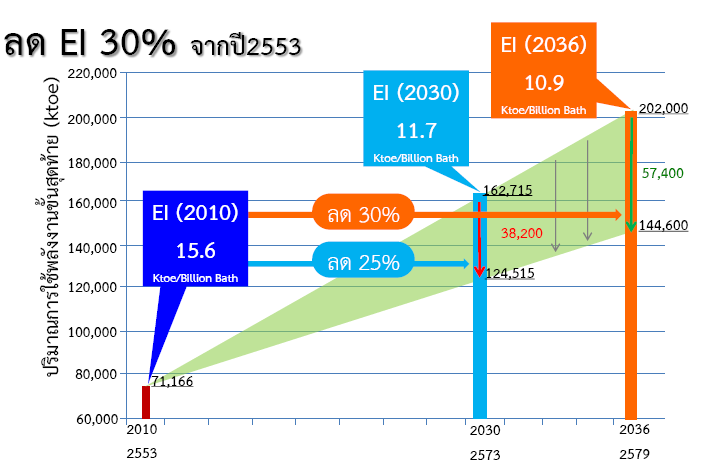 ลด EI 30% จากปี2553
ปริมาณการใช้พลังงานขั้นสุดท้าย (ktoe)
220,000
200,000
180,000
160,000
140,000
120,000
100,000
80,000
60,000
EI (2010)
15.6
Ktoe/Billion Bath
EI (2030)
11.7
Ktoe/Billion Bath
EI (2036)
10.9
Ktoe/Billion Bath
ลด 30%
ลด 25%
71,166
162,715
38,200
124,515
202,000
57,400
144,600
2010
2553
2030
2573
2036
2579